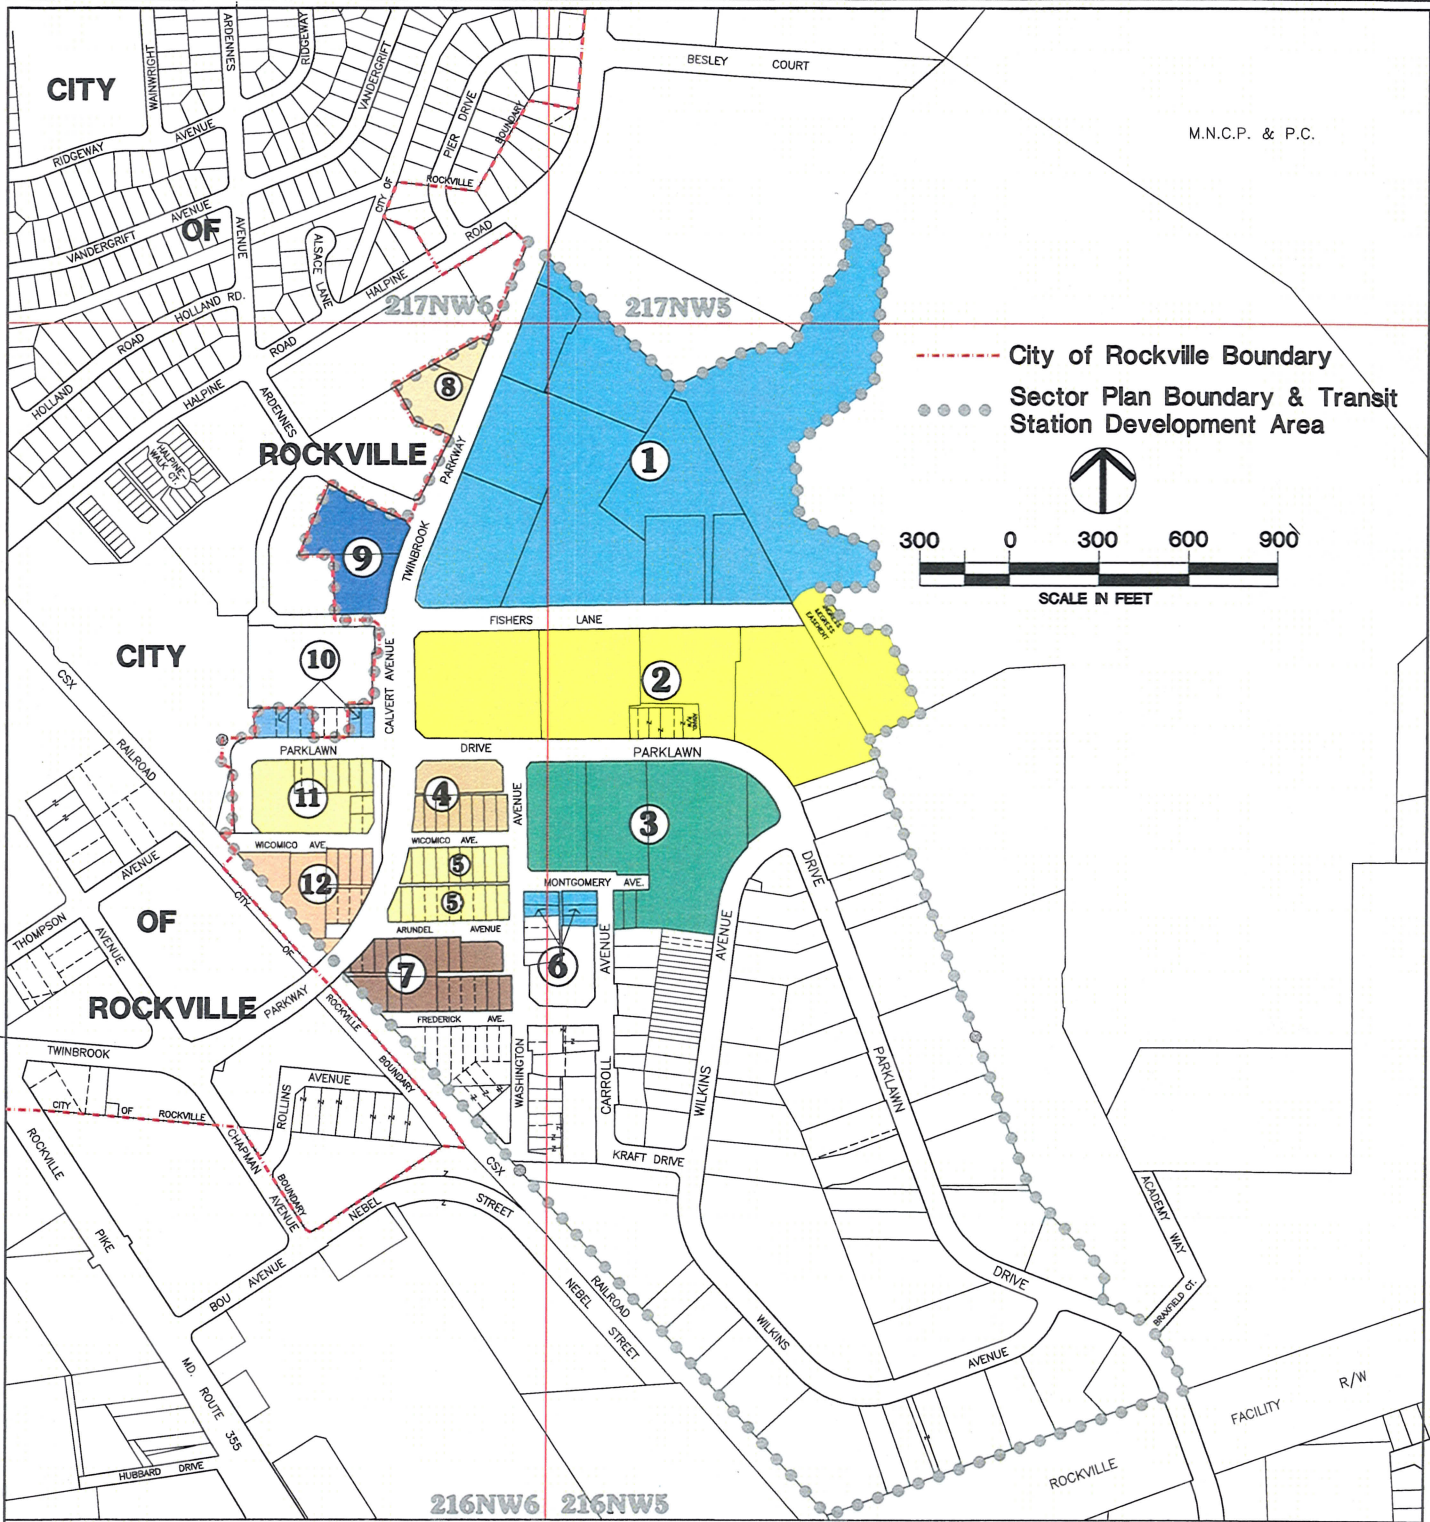 BESLEY COURT
CITY
WAINWRIGHT
ARDENNES
RIDGEWAY
VANDERGRIFT
PIER DRIVE
BOUNDARY
M.N.C.P. & P.C.
RIDGEWAY AVENUE
ROCKVILLE
CITY OF
OF
VANDERGRIFT AVENUE
AVENUE
ALSACE LANE
HALPINE ROAD
HOLLAND ROAD
HOLLAND RD.
217NW6
217NW5
HALPINE ROAD
ARDENNES
City of Rockville Boundary
Sector Plan Boundary & Transit
Station Development Area
8
ROCKVILLE
PARKWAY
1
HALPINE-
WALK CT.
9
TWINBROOK
300 0 300 600 900
SCALE IN FEET
FISHERS LANE
INGRESS
EGRESS
EASEMENT
CITY
10
CALVERT AVENUE
2
CSX
RAILROAD
PARKLAWN
DRIVE
PARKLAWN
11
4
AVENUE
3
WICOMICO AVE.
WICOMICO AVE.
12
5
5
MONTGOMERY AVE.
DRIVE
AVENUE
THOMPSON
AVENUE
OF
CITY
OF
ARUNDEL AVENUE
6
AVENUE
AVENUE
7
ROCKVILLE
PARKWAY
ROCKVILLE
BOUNDARY
FREDERICK AVE.
TWINBROOK
WASHINGTON
CARROLL
WILKINS
PARKLAWN
AVENUE
ROLLINS
CITY OF ROCKVILLE
CHAPMAN
AVENUE
BOUNDARY
ROCKVILLE
PIKE
KRAFT DRIVE
CSX
NEBEL
STREET
RAILROAD
NEBEL
STREET
ACADEMY WAY
BRAXFIELD CT.
DRIVE
BOU AVENUE
WILKINS
AVENUE
MD. ROUTE 355
HUBBARD DRIVE
ROCKVILLE
FACILITY
R/W
216NW6
216NW5